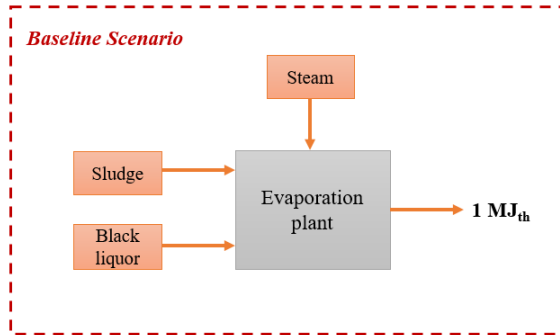 Baseline Scenario
Steam
Sludge
Evaporation
plant
1 MJth
Black
liquor